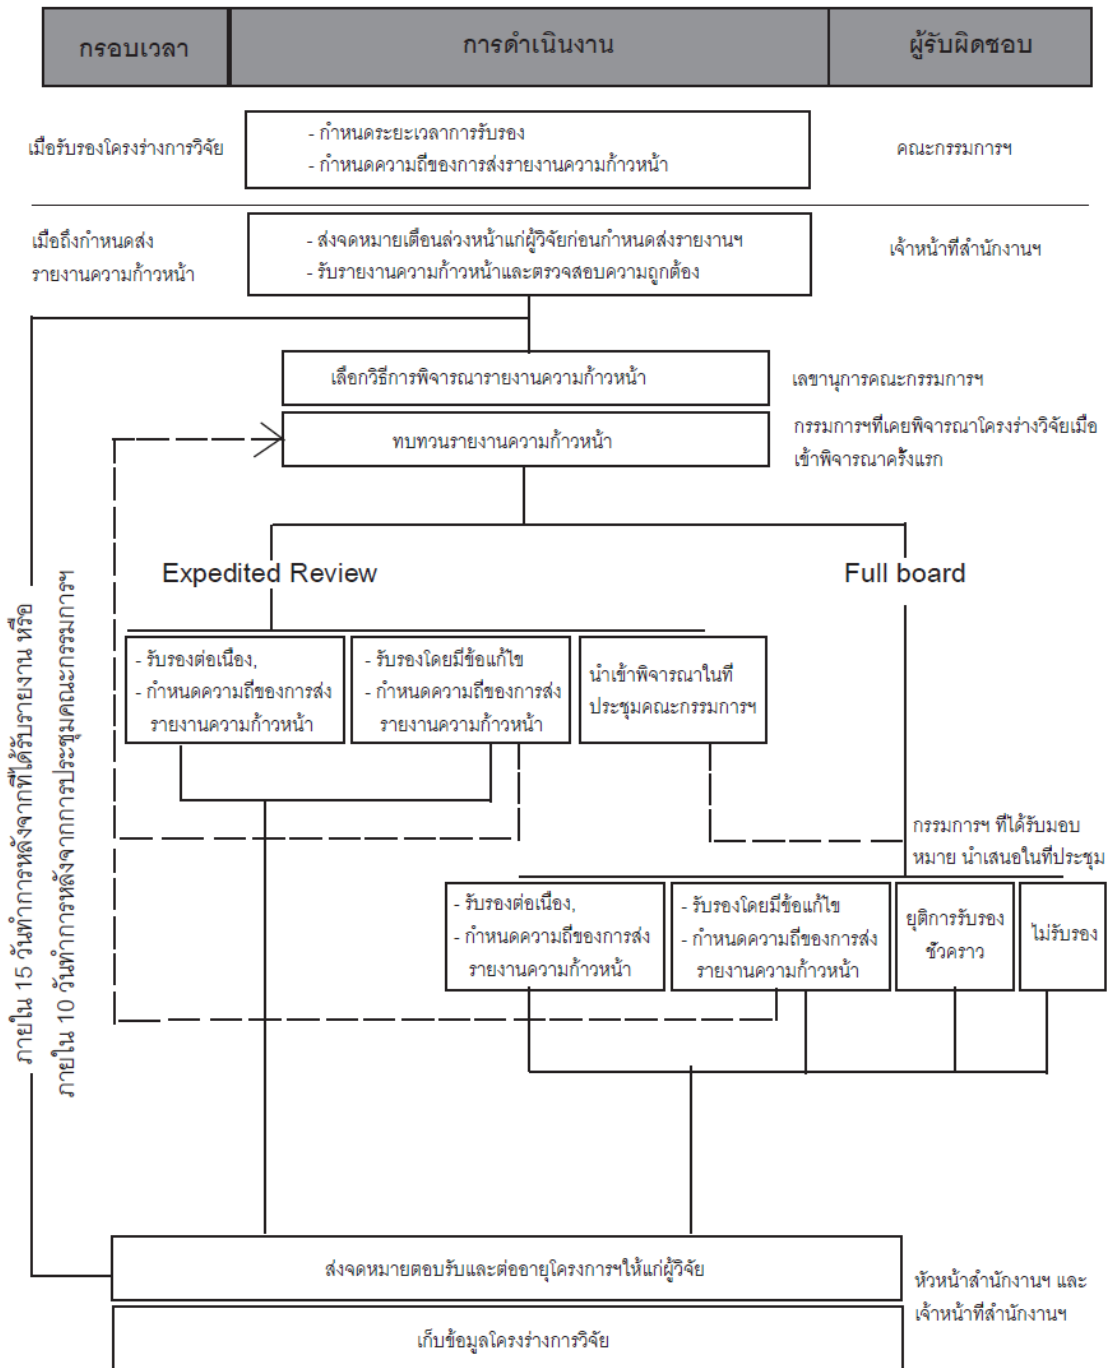 กรอบเวลา
การดำเนินงาน
ผู้รับผิดชอบ
เมื่อรับรองโครงร่างการวิจัย
- กำหนดระยะเวลาการรับรอง
- กำหนดความถี่ของการส่งรายงานความก้าวหน้า
คณะกรรมการฯ
เมื่อถึงกำหนดส่ง
รายงานความก้าวหน้า
- ส่งจดหมายเตือนล่วงหน้าแก่ผู้วิจัยก่อนกำหนดส่งรายงานฯ
- รับรายงานความก้าวหน้าและตรวจสอบความถูกต้อง
เจ้าหน้าที่สำนักงานฯ
เลือกวิธีการพิจารณารายงานความก้าวหน้า
เลขานุการคณะกรรมการฯ
ทบทวนรายงานความก้าวหน้า
กรรมการฯที่เคยพิจารณาโครงร่างวิจัยเมื่อ
เข้าพิจารณาครั้งแรก
Expedited Review
Full board
ภายใน 15 วันทำการหลังจากที่ได้รับรายงาน หรือ
ภายใน 10 วันทำการหลังจากการประชุมคณะกรรมการฯ
- รับรองต่อเนื่อง,
- กำหนดความถี่ของการส่ง
รายงานความก้าวหน้า
- รับรองโดยมีข้อแก้ไข
- กำหนดความถี่ของการส่ง
รายงานความก้าวหน้า
นำเข้าพิจารณาในที่
ประชุมคณะกรรมการฯ
กรรมการฯ ที่ได้รับมอบ
หมาย นำเสนอในที่ประชุม
- รับรองต่อเนื่อง,
- กำหนดความถี่ของการส่ง
รายงานความก้าวหน้า
- รับรองโดยมีข้อแก้ไข
- กำหนดความถี่ของการส่ง
รายงานความก้าวหน้า
ยุติการรับรอง
ชั่วคราว
ไม่รับรอง
ส่งจดหมายตอบรับและต่ออายุโครงการฯให้แก่ผู้วิจัย
หัวหน้าสำนักงานฯ และ
เจ้าหน้าที่สำนักงานฯ
เก็บข้อมูลโครงร่างการวิจัย